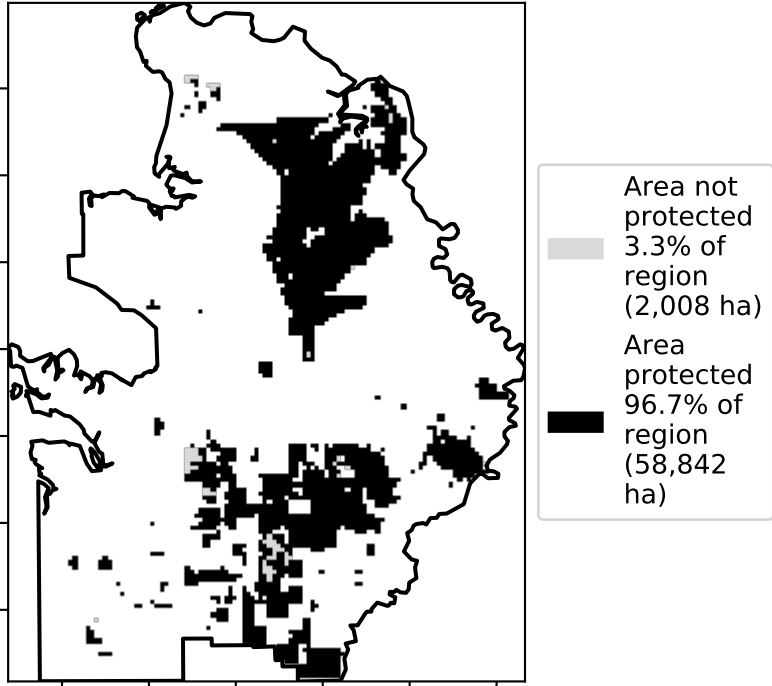 Area not
protected
3.3% of
region
(2,008 ha)
Area
protected
96.7% of
region
(58,842
ha)